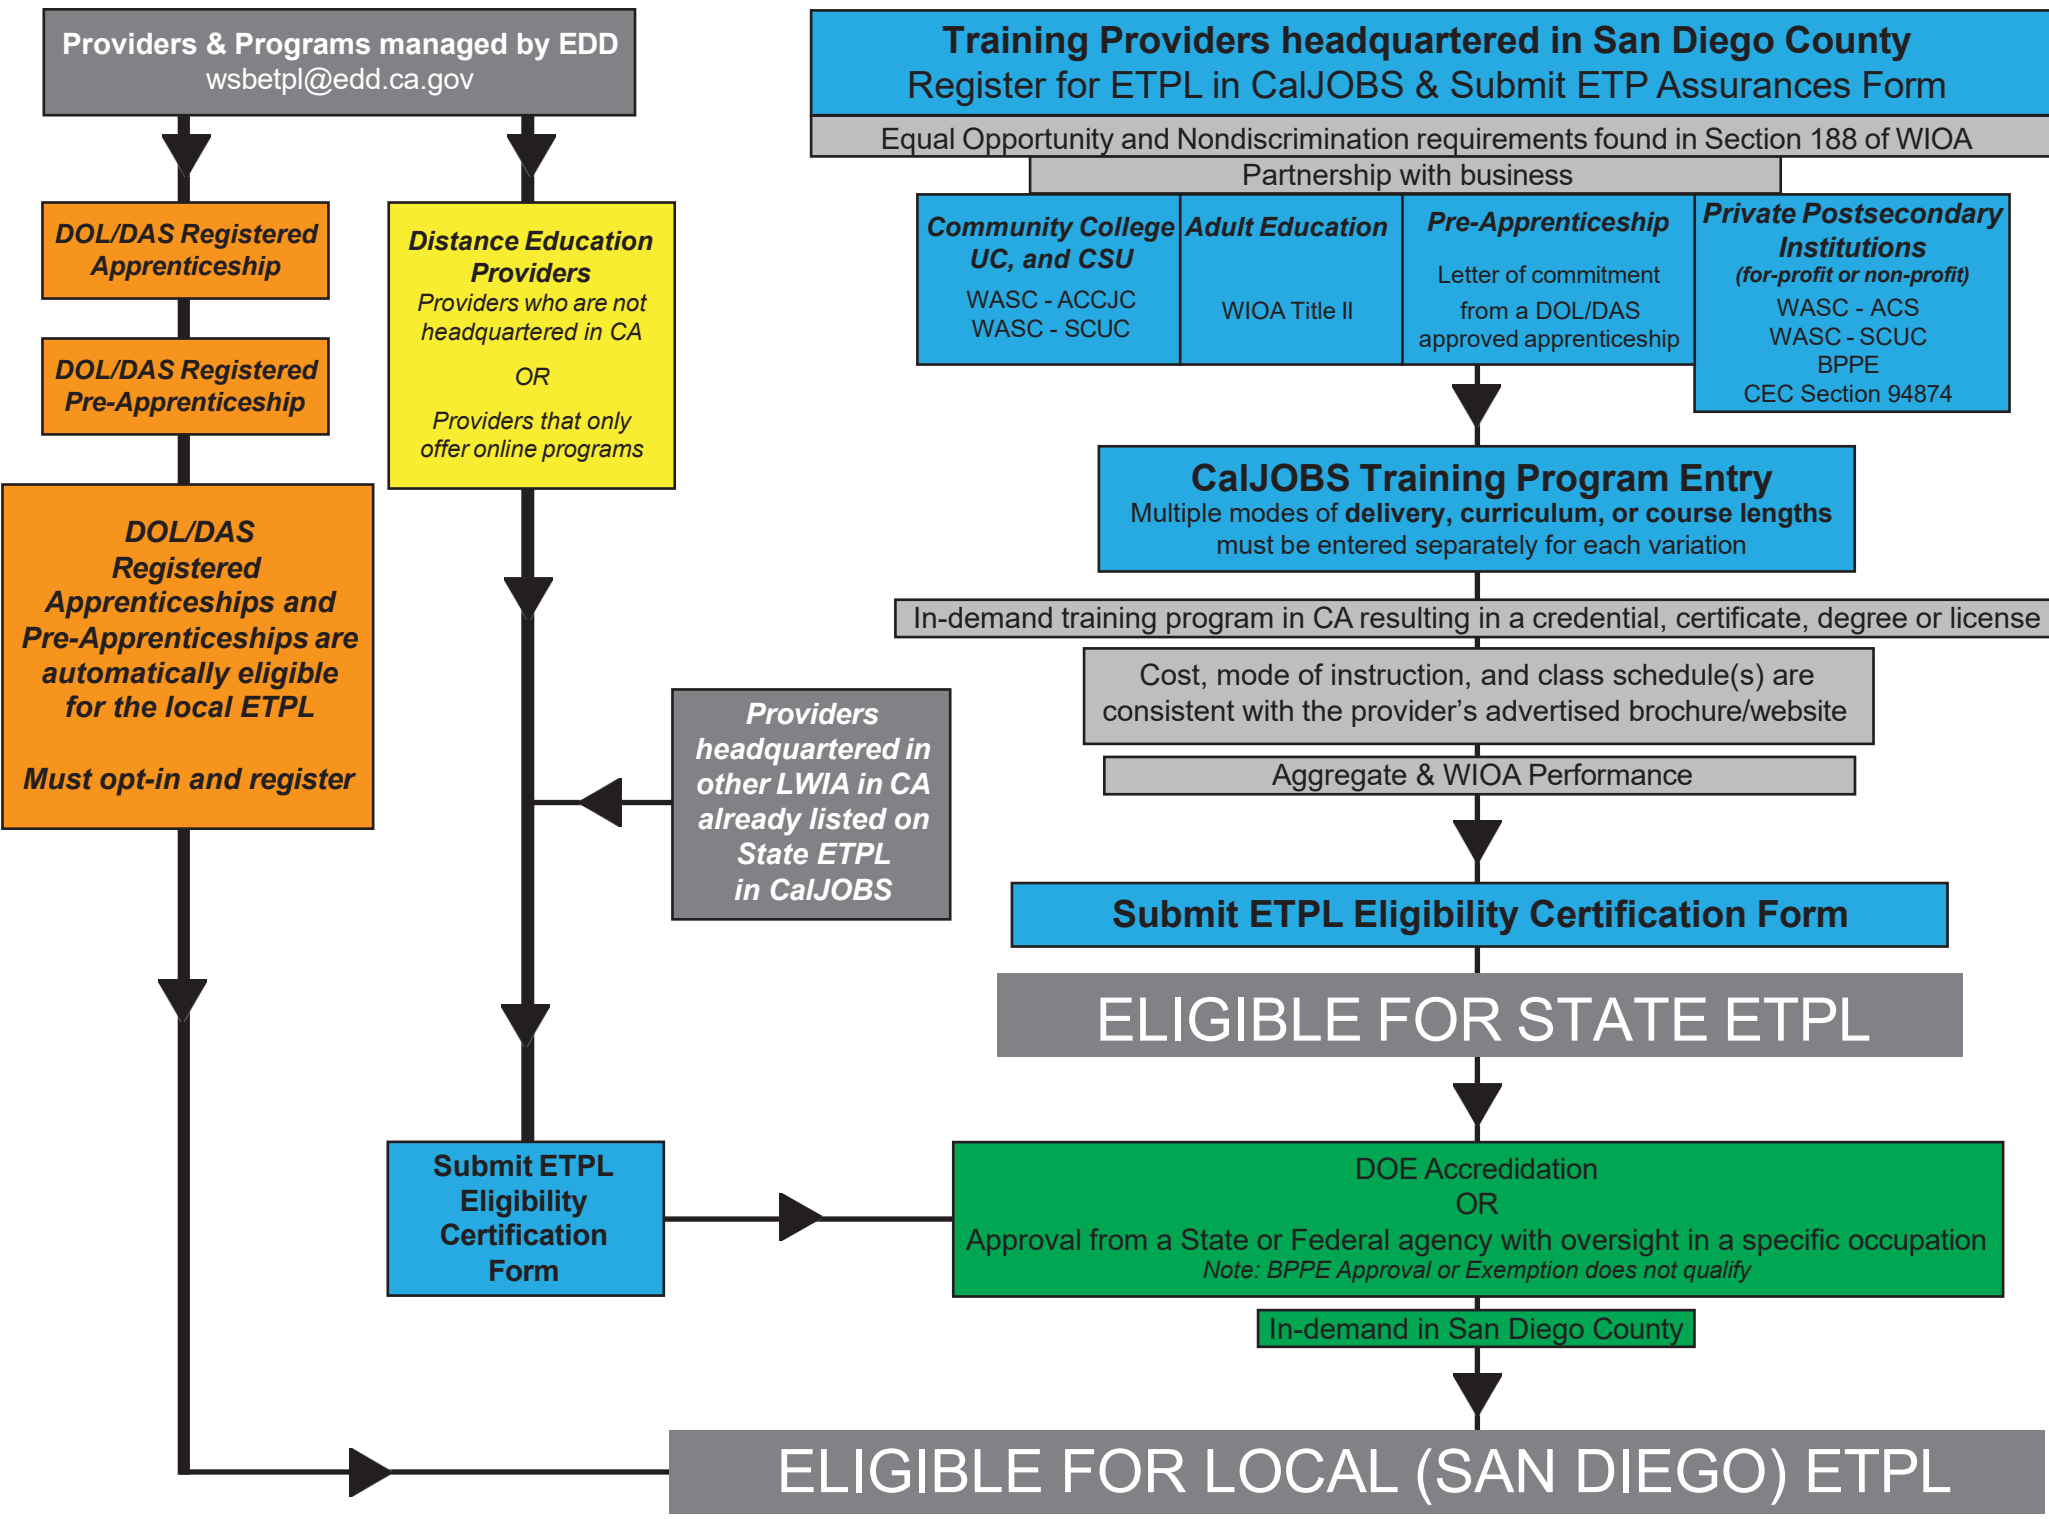 Providers & Programs managed by EDD
wsbetpl@edd.ca.gov
DOL/DAS Registered
Apprenticeship
DOL/DAS Registered
Pre-Apprenticeship
DOL/DAS
Registered
Apprenticeships and
Pre-Apprenticeships are
automatically eligible
for the local ETPL
Must opt-in and register
Distance Education
Providers
Providers who are not
headquartered in CA
OR
Providers that only
offer online programs
Providers
headquartered in
other LWIA in CA
already listed on
State ETPL
in CalJOBS
Submit ETPL
Eligibility
Certification
Form
Training Providers headquartered in San Diego County
Register for ETPL in CalJOBS & Submit ETP Assurances Form
Equal Opportunity and Nondiscrimination requirements found in Section 188 of WIOA
Partnership with business
Community College
UC, and CSU
WASC - ACCJC
WASC - SCUC
Adult Education
WIOA Title II
Pre-Apprenticeship
Letter of commitment
from a DOL/DAS
approved apprenticeship
Private Postsecondary
Institutions
(for-profit or non-profit)
WASC - ACS
WASC - SCUC
BPPE
CEC Section 94874
CalJOBS Training Program Entry
Multiple modes of delivery, curriculum, or course lengths
must be entered separately for each variation
In-demand training program in CA resulting in a credential, certificate, degree or license
Cost, mode of instruction, and class schedule(s) are
consistent with the provider's advertised brochure/website
Aggregate & WIOA Performance
Submit ETPL Eligibility Certification Form
ELIGIBLE FOR STATE ETPL
DOE Accredidation
OR
Approval from a State or Federal agency with oversight in a specific occupation
Note: BPPE Approval or Exemption does not qualify
In-demand in San Diego County
ELIGIBLE FOR LOCAL (SAN DIEGO) ETPL